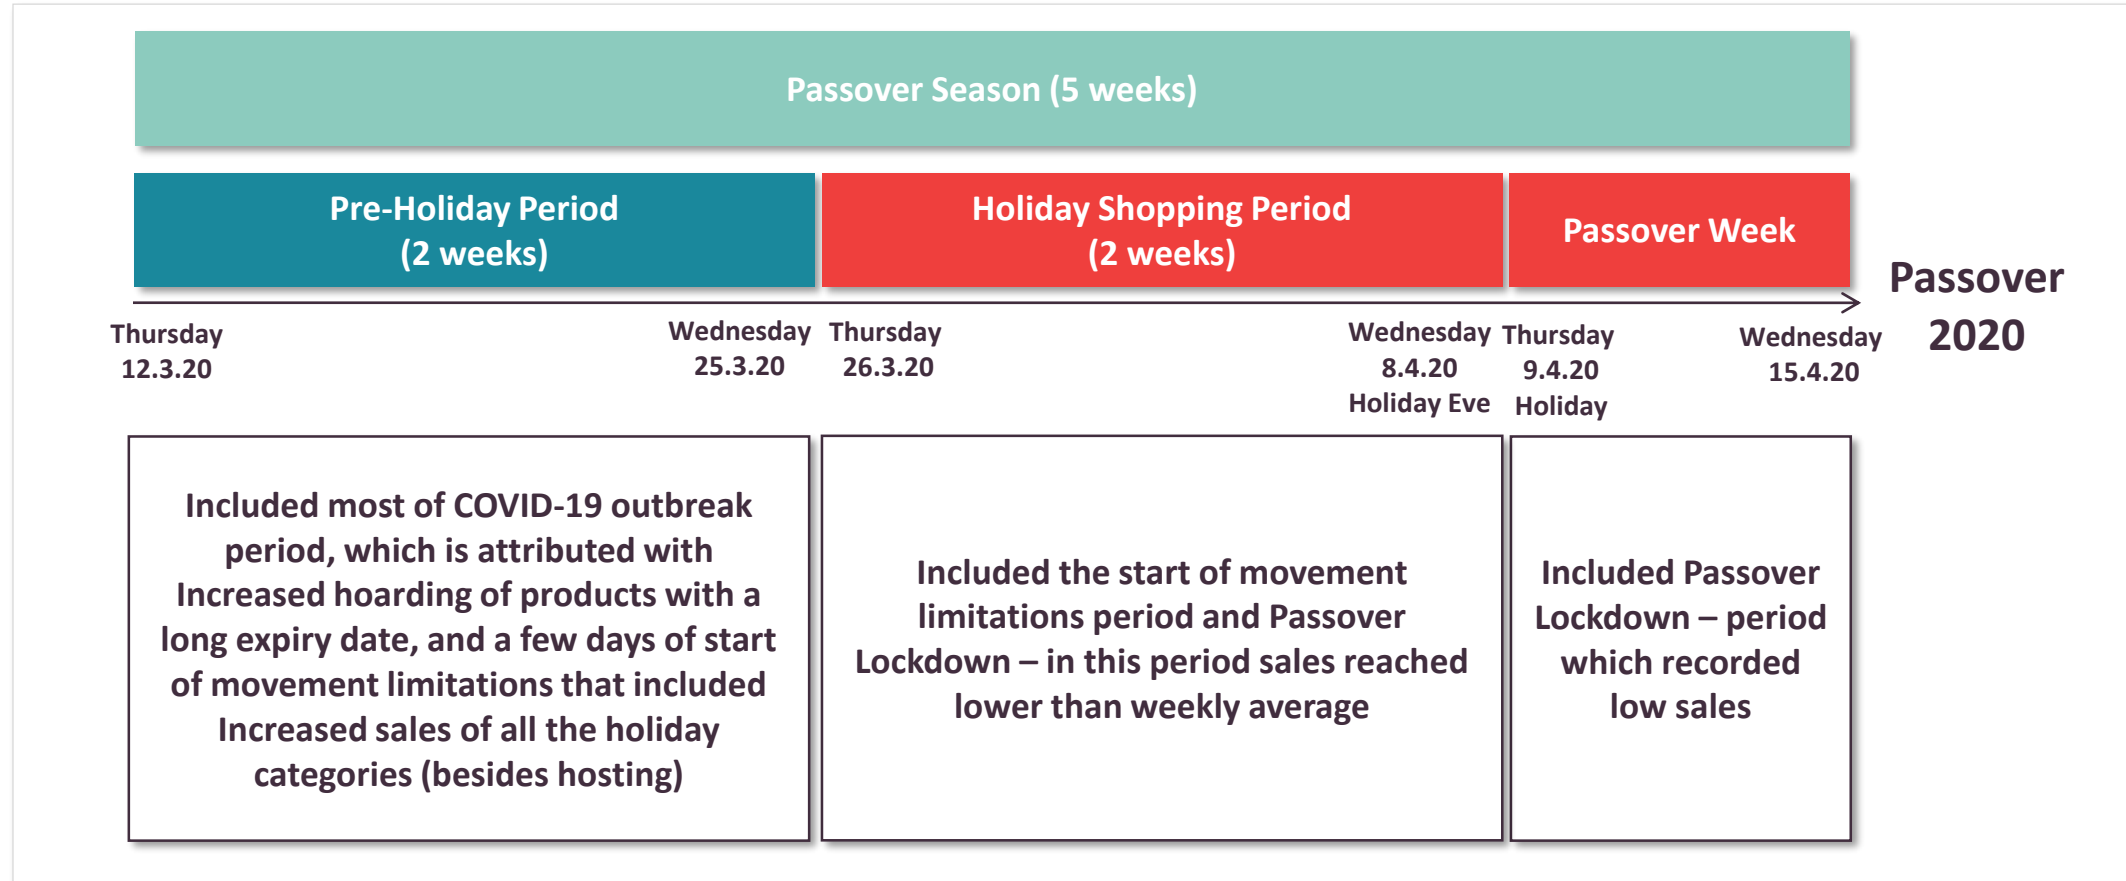 Passover Season (5 weeks)
Pre-Holiday Period
(2 weeks)
Holiday Shopping Period
(2 weeks)
Passover Week
Passover
2020
Thursday
12.3.20
Wednesday
25.3.20
Thursday
26.3.20
Wednesday
8.4.20
Holiday Eve
Thursday
9.4.20
Holiday
Wednesday
15.4.20
Included most of COVID-19 outbreak
period, which is attributed with
Increased hoarding of products with a
long expiry date, and a few days of start
of movement limitations that included
Increased sales of all the holiday
categories (besides hosting)
Included the start of movement
limitations period and Passover
Lockdown – in this period sales reached
lower than weekly average
Included Passover
Lockdown – period
which recorded
low sales